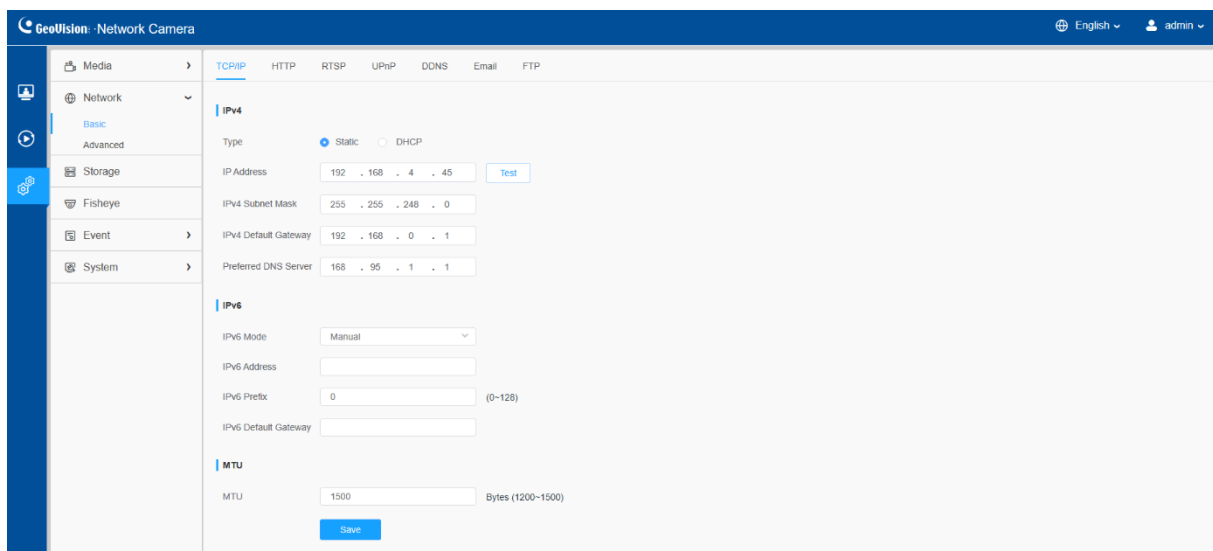 GeoVision: ·Network Camera English admin
Media
Network
Basic
Advanced
Storage
Fisheye
Event
System
TCP/IP HTTP RTSP UPnP DDNS Email FTP
IPv4
Type Static DHCP
IP Address 192 . 168 . 4 . 45 Test
IPv4 Subnet Mask 255 . 255 . 248 . 0
IPv4 Default Gateway 192 . 168 . 0 . 1
Preferred DNS Server 168 . 95 . 1 . 1
IPv6
IPv6 Mode Manual
IPv6 Address
IPv6 Prefix 0 (0~128)
IPv6 Default Gateway
MTU
MTU 1500 Bytes (1200~1500)
Save